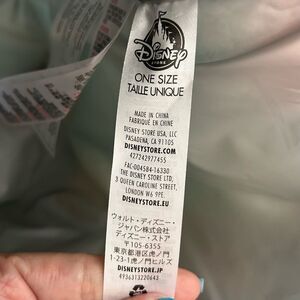 Disney
STORE
ONE SIZE
TAILLE UNIQUE
MADE IN CHINA
FABRIQUÉ EN CHINE
DISNEY STORE USA, LLC
PASADENA, CA 91105
DISNEYSTORE.COM
427242977455
FAC-004584-16330
THE DISNEY STORE LTD,
3 QUEEN CAROLINE STREET,
LONDON W6 9PE.
DISNEYSTORE.EU
ウォルト・ディズニー・
ジャパン株式会社
ディズニー・ストア
〒105-6355
東京都港区虎ノ門
1-23-1虎ノ門ヒルズ
DISNEYSTORE.JP
4936313220643